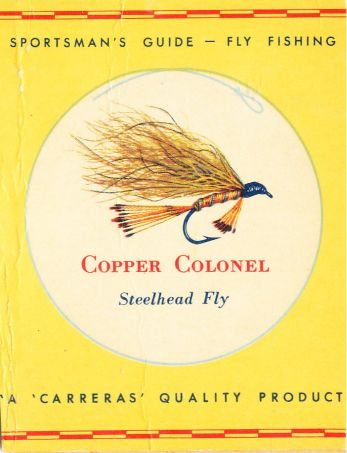 SPORTSMAN'S GUIDE – FLY FISHING
COPPER COLONEL
Steelhead Fly
'A 'CARRERAS' QUALITY PRODUCT